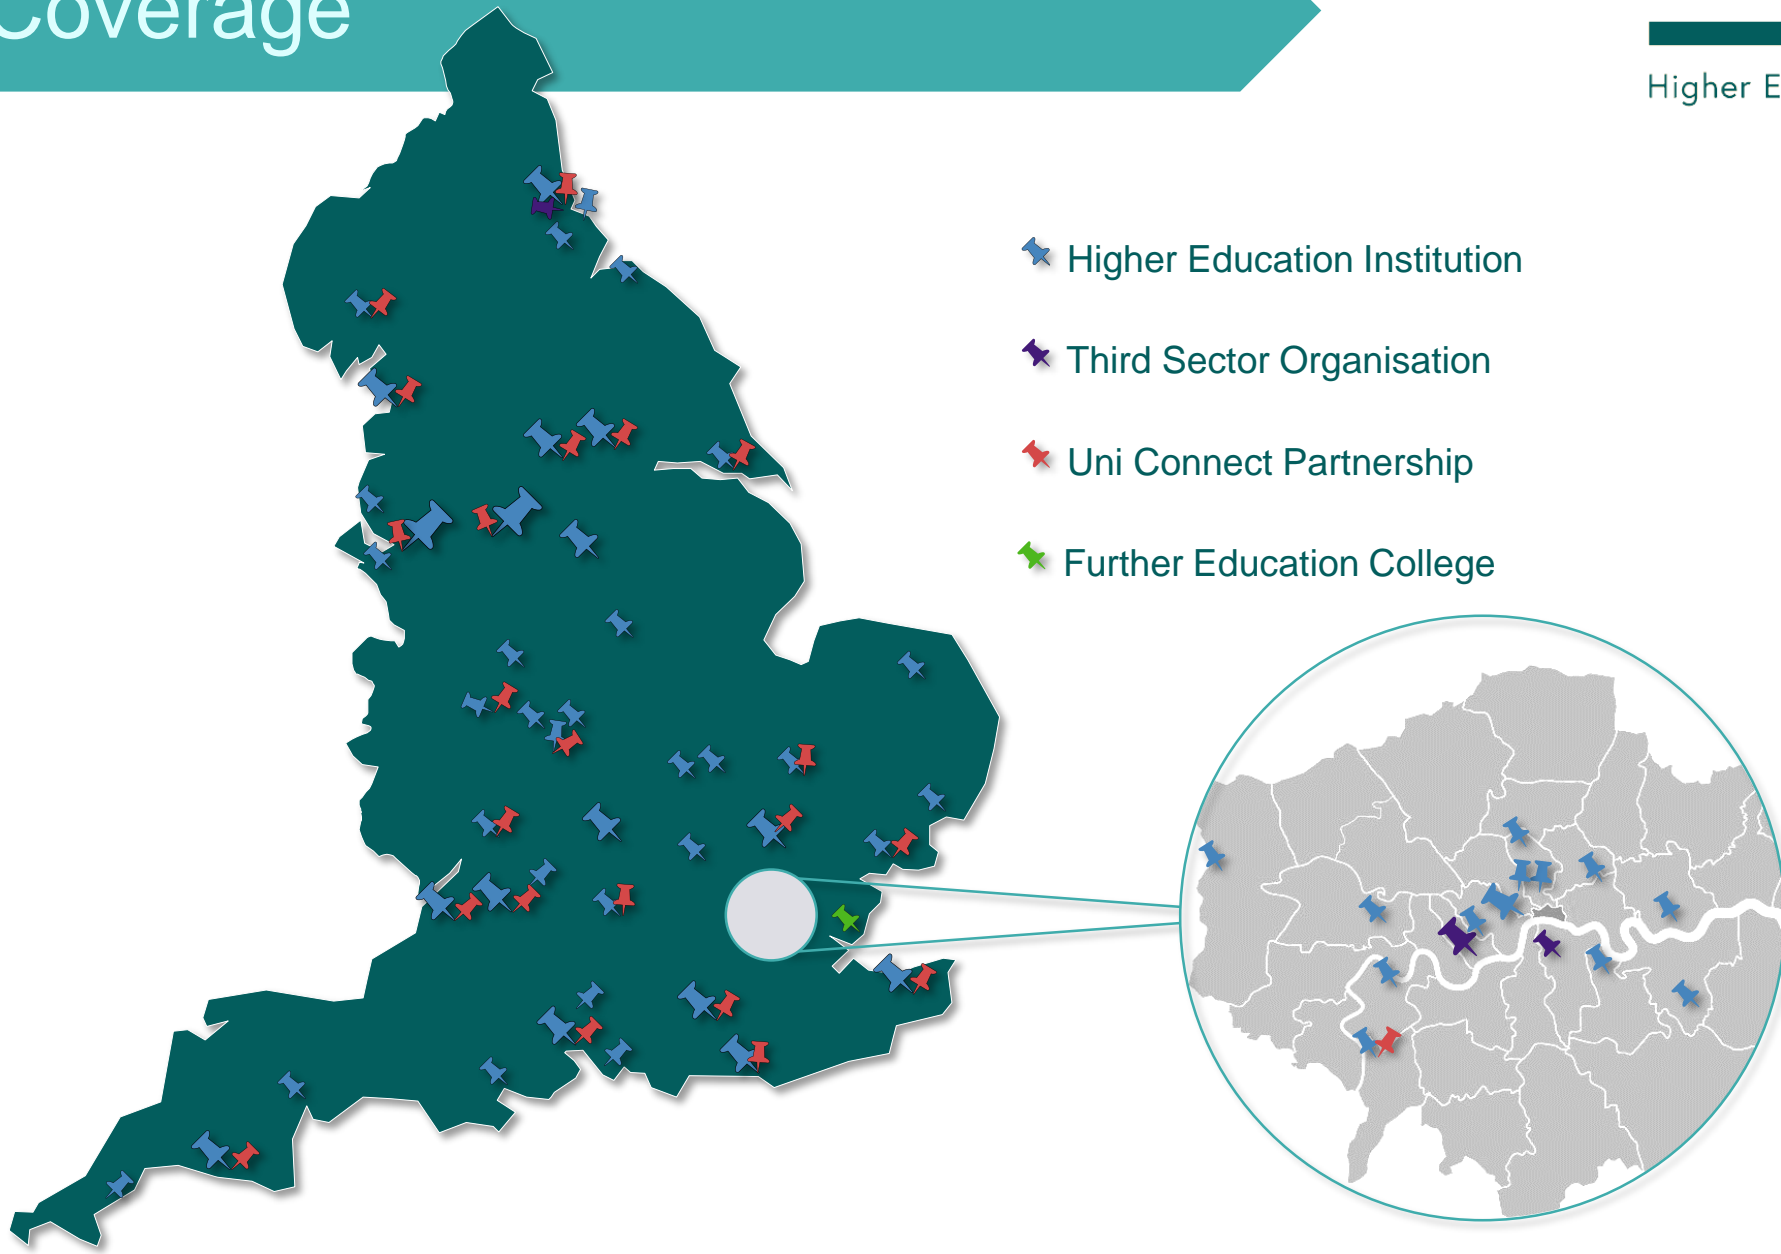 Coverage
Higher E
Higher Education Institution
Third Sector Organisation
Uni Connect Partnership
Further Education College